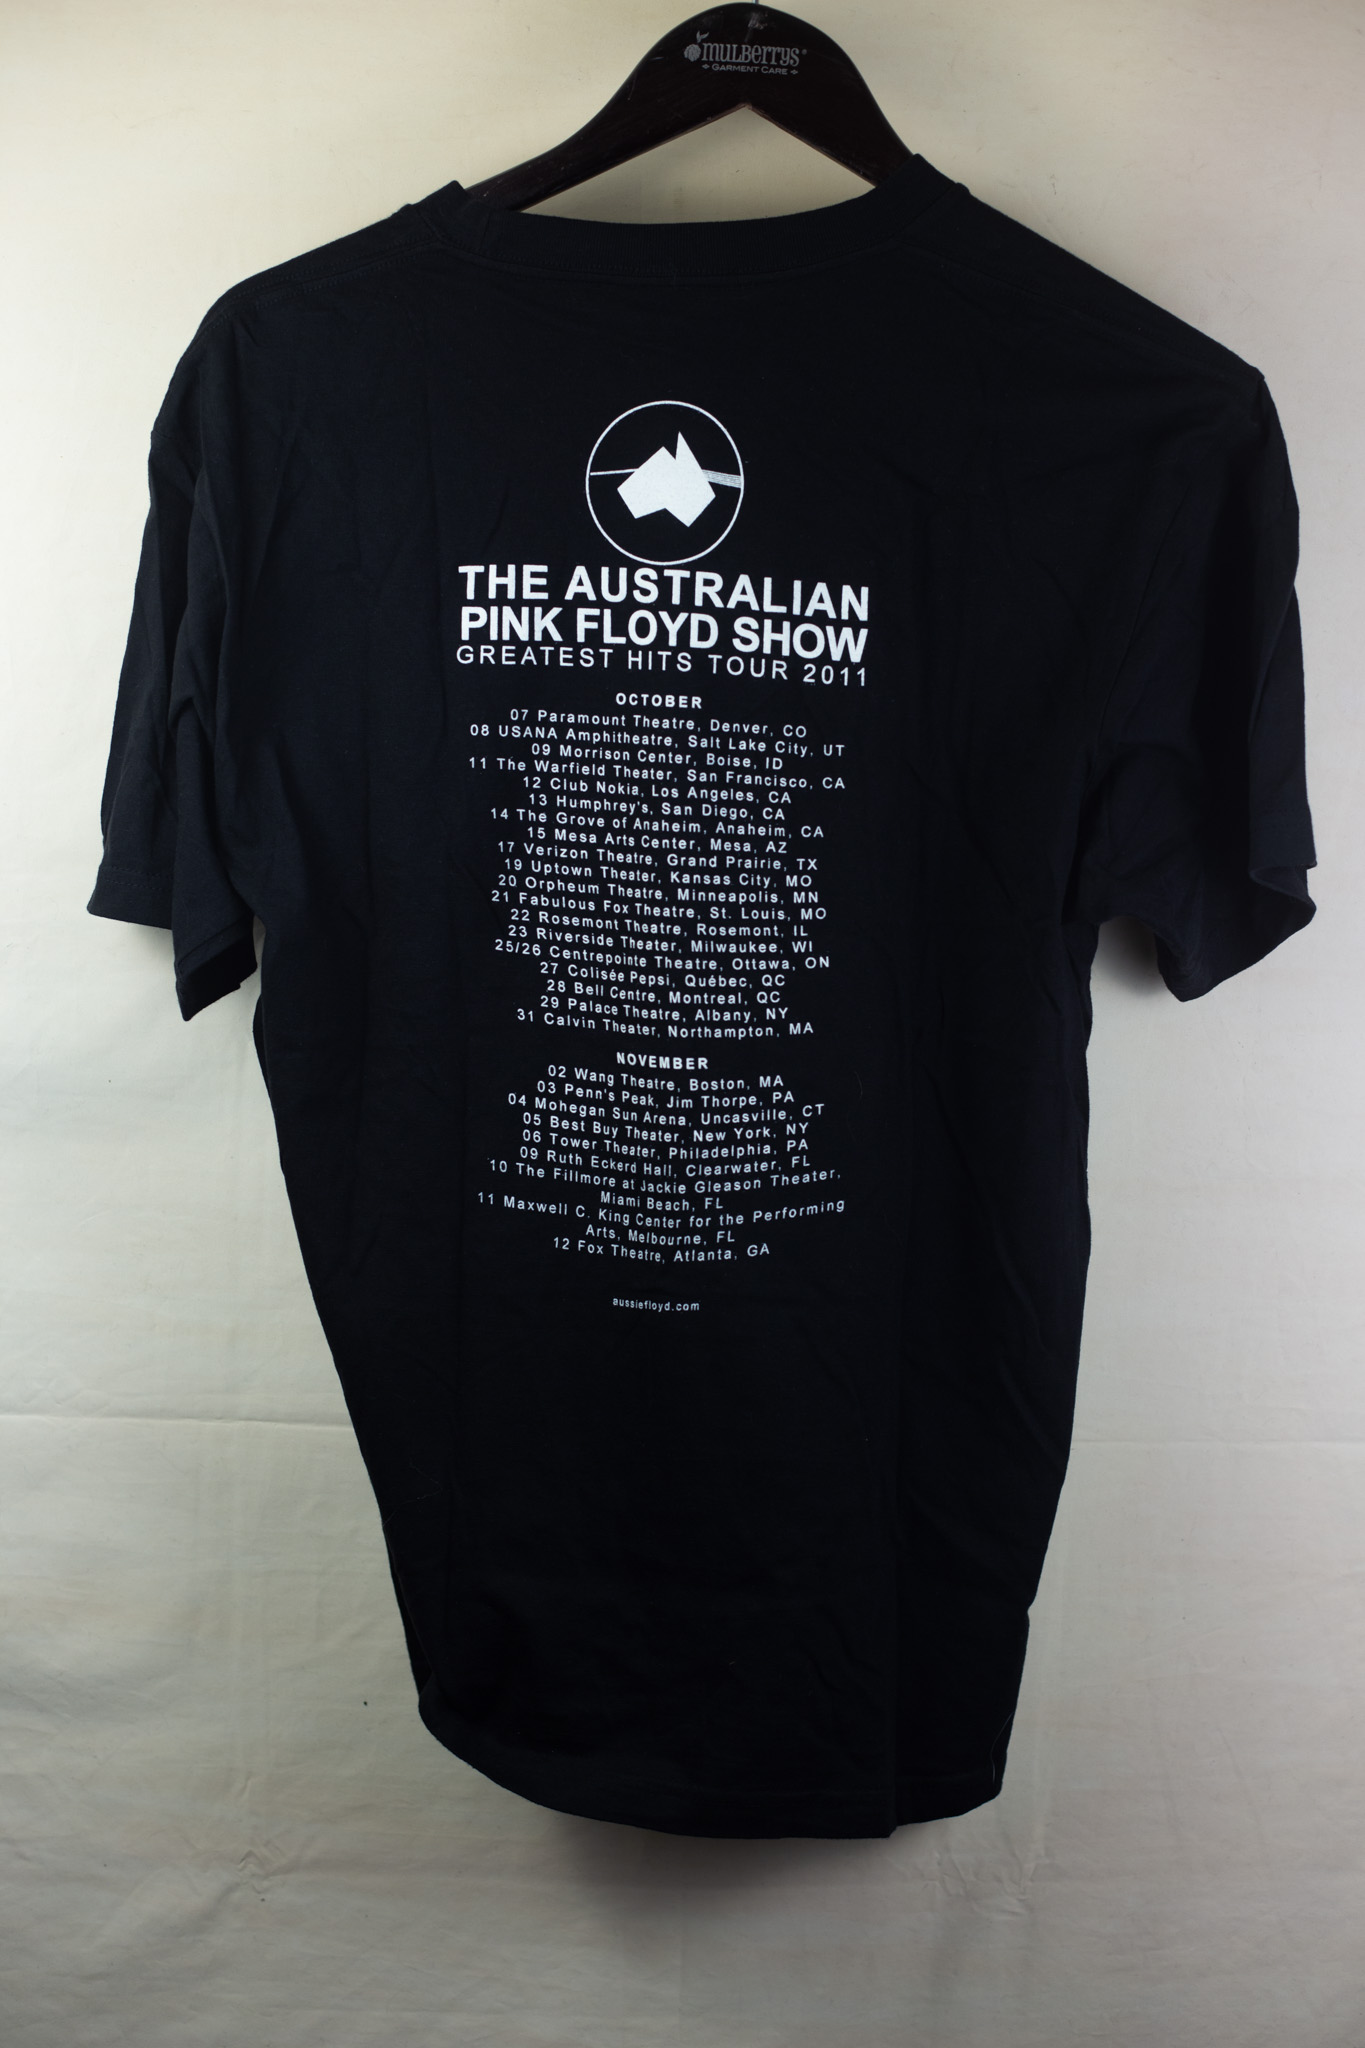 MULBERRYS
GARMENT CARE
THE AUSTRALIAN
PINK FLOYD SHOW
GREATEST HITS TOUR 2011
OCTOBER
07 Paramount Theatre, Denver, CO
08 USANA Amphitheatre, Salt Lake City, UT
09 Morrison Center, Boise, ID
11 The Warfield Theater, San Francisco, CA
12 Club Nokia, Los Angeles, CA
13 Humphrey's, San Diego, CA
14 The Grove of Anaheim, Anaheim, CA
15 Mesa Arts Center, Mesa, AZ
17 Verizon Theatre, Grand Prairie, TX
19 Uptown Theater, Kansas City, MO
20 Orpheum Theatre, Minneapolis, MN
21 Fabulous Fox Theatre, St. Louis, MO
22 Rosemont Theatre, Rosemont, IL
23 Riverside Theater, Milwaukee, WI
25/26 Centrepointe Theatre, Ottawa, ON
27 Colisée Pepsi, Québec, QC
28 Bell Centre, Montreal, QC
29 Palace Theatre, Albany, NY
31 Calvin Theater, Northampton, MA
NOVEMBER
02 Wang Theatre, Boston, MA
03 Penn's Peak, Jim Thorpe, PA
04 Mohegan Sun Arena, Uncasville, CT
05 Best Buy Theater, New York, NY
06 Tower Theater, Philadelphia, PA
09 Ruth Eckerd Hall, Clearwater, FL
10 The Fillmore at Jackie Gleason Theater,
Miami Beach, FL
11 Maxwell C. King Center for the Performing
Arts, Melbourne, FL
12 Fox Theatre, Atlanta, GA
aussiefloyd.com